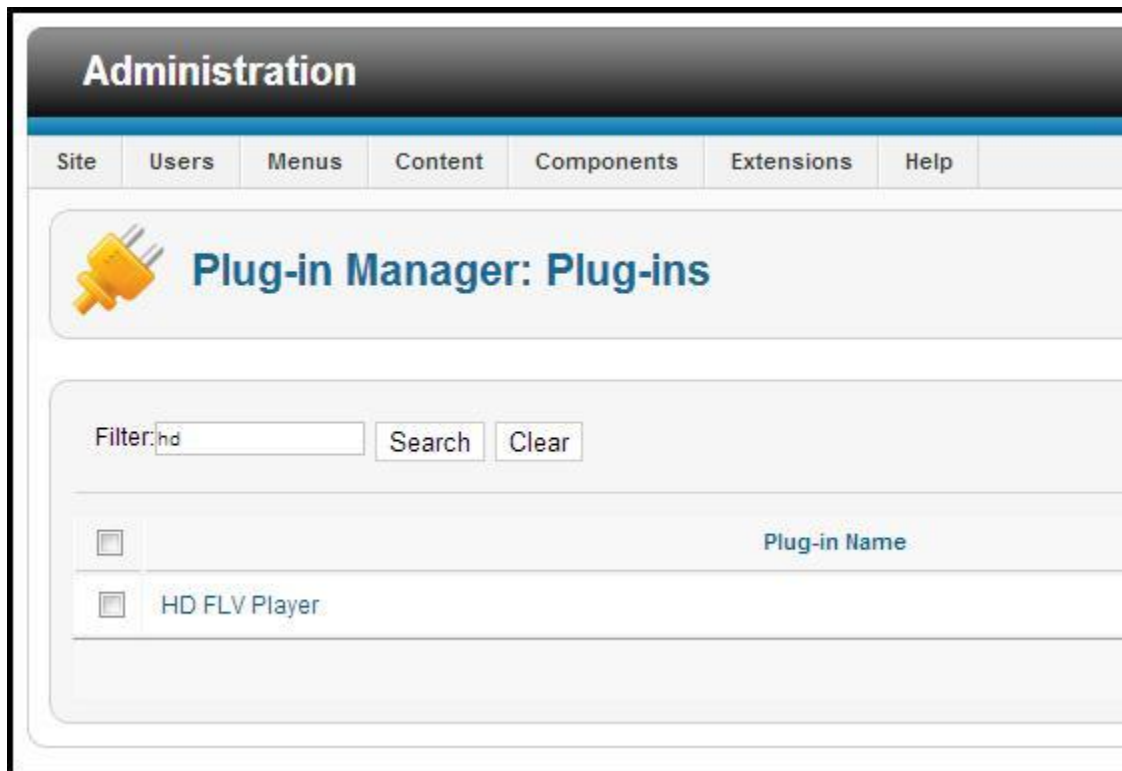 Administration
Site Users Menus Content Components Extensions Help
Plug-in Manager: Plug-ins
Filter: hd Search Clear
Plug-in Name
HD FLV Player